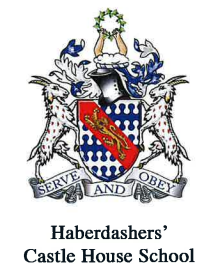 SERVE AND OBEY
Haberdashers’
Castle House School